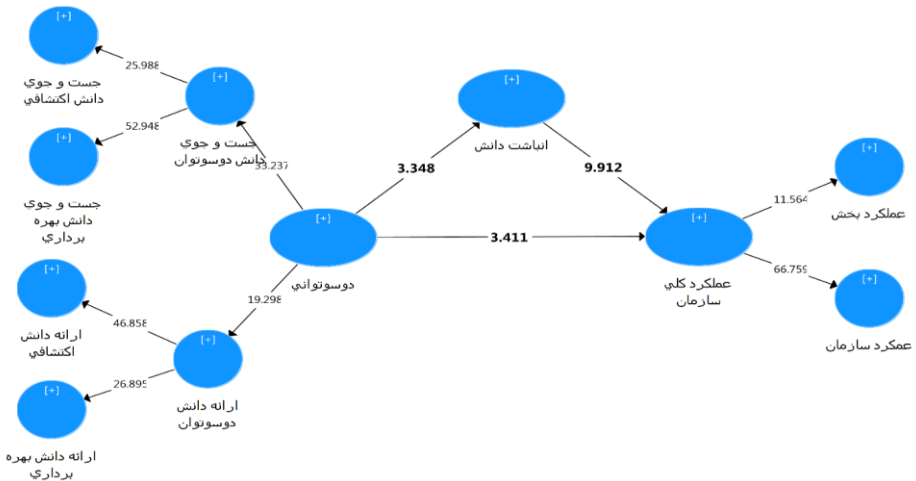 [+]
جست و جوي
دانش اکتشافي
25.988
[+]
جست و جوي
دانش دوسوتوان
52.948
[+]
جست و جوي
دانش بهره
برداري
33.237
[+]
انباشت دانش
3.348
9.912
[+]
دوسوتواني
3.411
[+]
عملکرد کلي
سازمان
11.564
[+]
عملکرد بخش
66.759
[+]
عمکرد سازمان
19.298
[+]
ارائه دانش
اکتشافي
46.858
[+]
ارائه دانش
دوسوتوان
26.895
[+]
ارائه دانش بهره
برداري